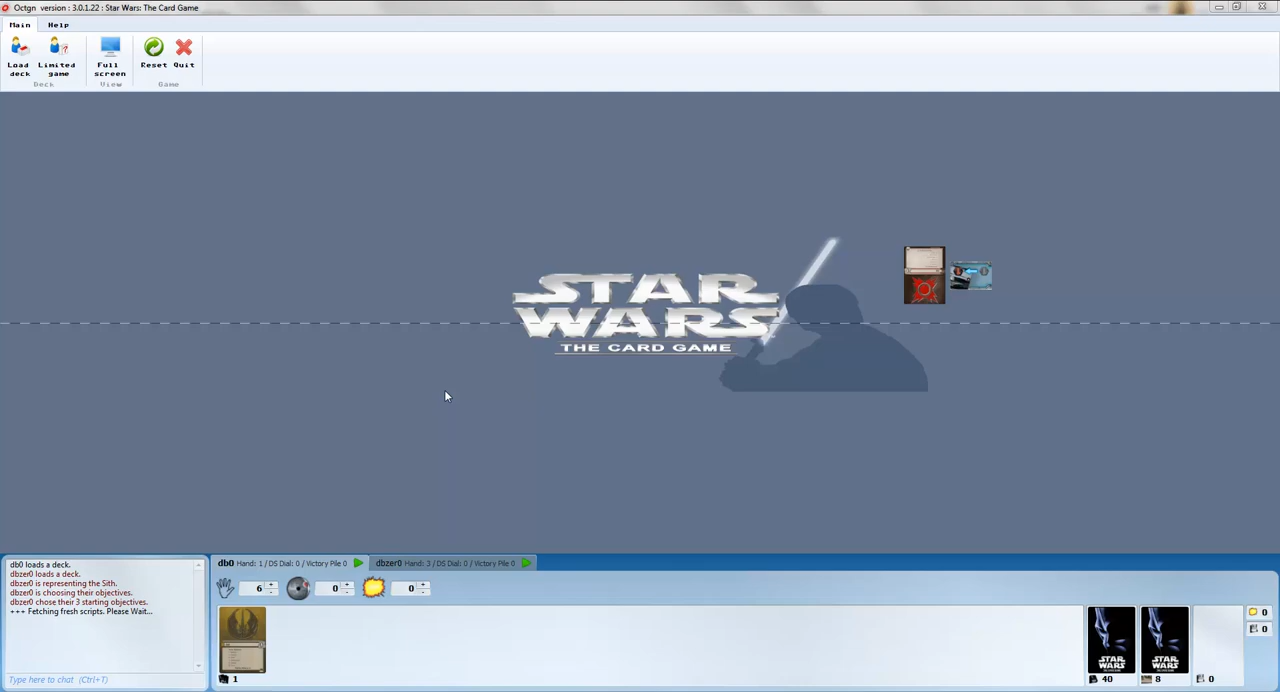 Octgn version : 3.0.1.22 : Star Wars: The Card Game
Main Help
Load deck
Limited game
Full screen
Reset
Quit
Deck
View
Game
STAR WARS
THE CARD GAME
db0 loads a deck.
dbzer0 loads a deck.
dbzer0 is representing the Sith.
dbzer0 is choosing their objectives.
dbzer0 chose their 3 starting objectives.
+++ Fetching fresh scripts. Please Wait...
Type here to chat (Ctrl+T)
db0 Hand: 1 / DS Dial: 0 / Victory Pile 0
dbzer0 Hand: 3 / DS Dial: 0 / Victory Pile 0
6
0
0
1
STAR WARS
40
STAR WARS
8
0
0
0